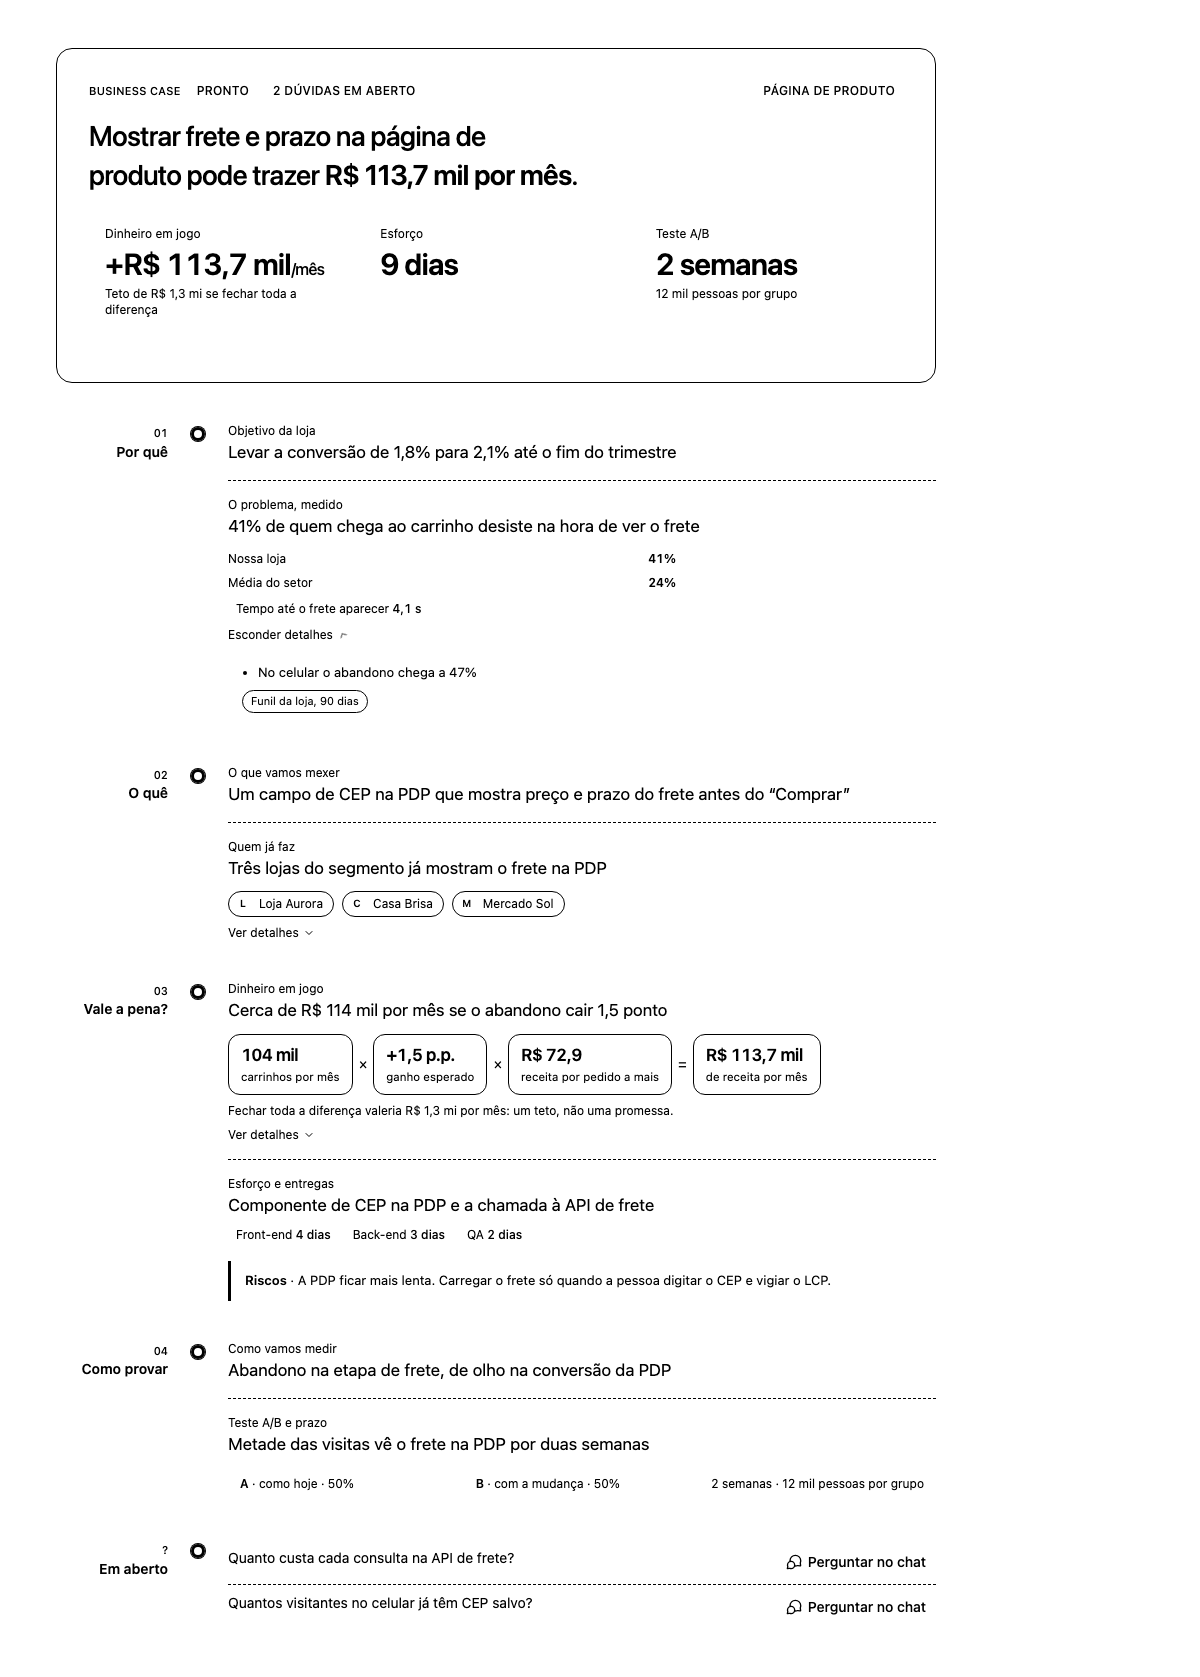 BUSINESS CASE PRONTO 2 DÚVIDAS EM ABERTO PÁGINA DE PRODUTO
Mostrar frete e prazo na página de
produto pode trazer R$ 113,7 mil por mês.
Dinheiro em jogo
+R$ 113,7 mil/mês
Teto de R$ 1,3 mi se fechar toda a
diferença
Esforço
9 dias
Teste A/B
2 semanas
12 mil pessoas por grupo
01
Por quê
Objetivo da loja
Levar a conversão de 1,8% para 2,1% até o fim do trimestre
O problema, medido
41% de quem chega ao carrinho desiste na hora de ver o frete
Nossa loja 41%
Média do setor 24%
Tempo até o frete aparecer 4,1 s
Esconder detalhes
• No celular o abandono chega a 47%
Funil da loja, 90 dias
02
O quê
O que vamos mexer
Um campo de CEP na PDP que mostra preço e prazo do frete antes do “Comprar”
Quem já faz
Três lojas do segmento já mostram o frete na PDP
L Loja Aurora C Casa Brisa M Mercado Sol
Ver detalhes
03
Vale a pena?
Dinheiro em jogo
Cerca de R$ 114 mil por mês se o abandono cair 1,5 ponto
104 mil
carrinhos por mês
×
+1,5 p.p.
ganho esperado
×
R$ 72,9
receita por pedido a mais
=
R$ 113,7 mil
de receita por mês
Fechar toda a diferença valeria R$ 1,3 mi por mês: um teto, não uma promessa.
Ver detalhes
Esforço e entregas
Componente de CEP na PDP e a chamada à API de frete
Front-end 4 dias Back-end 3 dias QA 2 dias
Riscos · A PDP ficar mais lenta. Carregar o frete só quando a pessoa digitar o CEP e vigiar o LCP.
04
Como provar
Como vamos medir
Abandono na etapa de frete, de olho na conversão da PDP
Teste A/B e prazo
Metade das visitas vê o frete na PDP por duas semanas
A · como hoje · 50% B · com a mudança · 50% 2 semanas · 12 mil pessoas por grupo
?
Em aberto
Quanto custa cada consulta na API de frete? Perguntar no chat
Quantos visitantes no celular já têm CEP salvo? Perguntar no chat